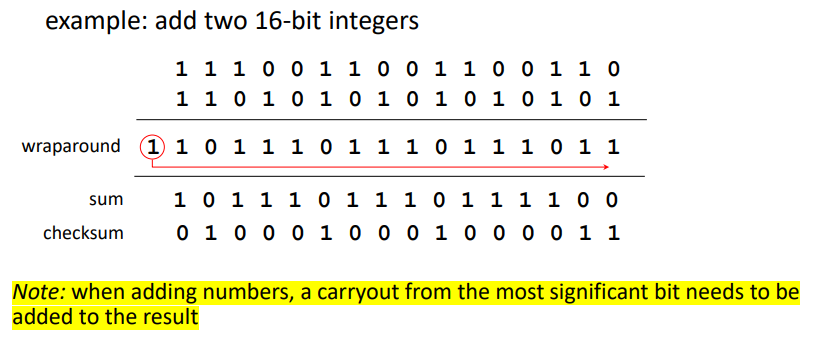 example: add two 16-bit integers
1 1 1 0 0 1 1 0 0 1 1 0 0 1 1 0
1 1 0 1 0 1 0 1 0 1 0 1 0 1 0 1
wraparound 1 1 0 1 1 1 0 1 1 1 0 1 1 1 0 1 1
sum 1 0 1 1 1 0 1 1 1 0 1 1 1 1 0 0
checksum 0 1 0 0 0 1 0 0 0 1 0 0 0 0 1 1
Note: when adding numbers, a carryout from the most significant bit needs to be
added to the result